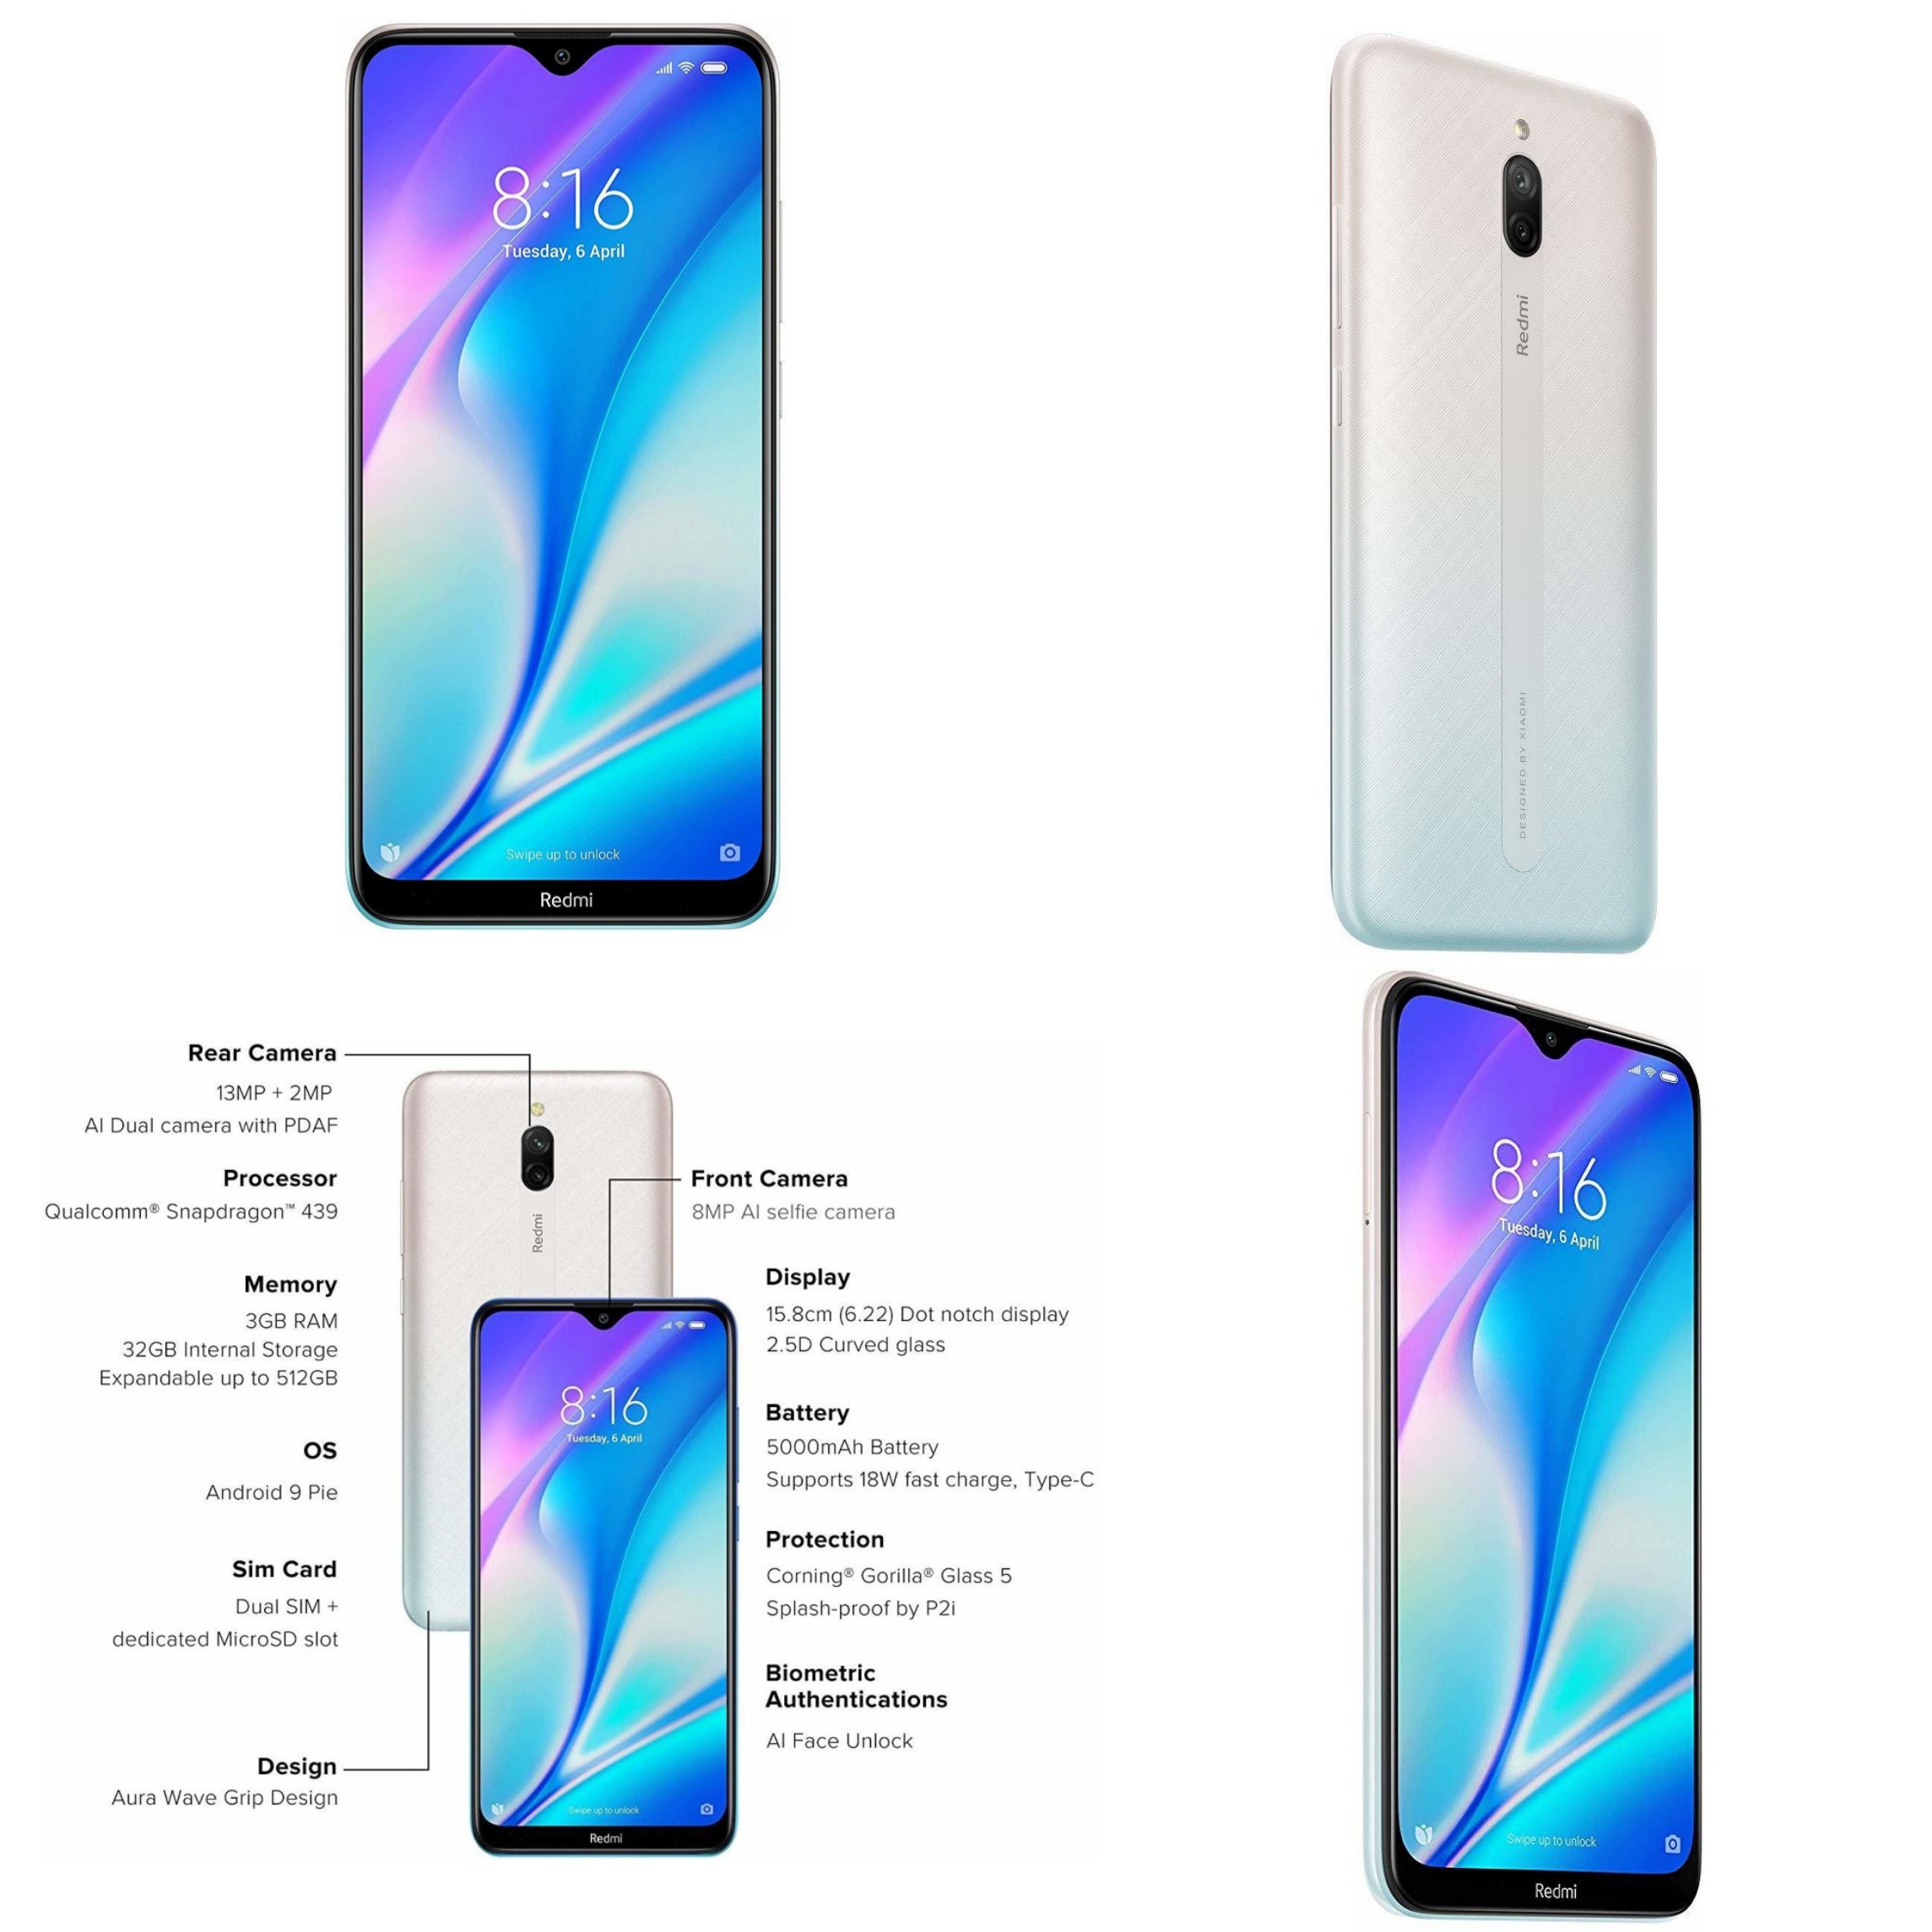 8:16
Tuesday, 6 April
Swipe up to unlock
Redmi
Redmi
DESIGNED BY XIAOMI
Rear Camera
13MP + 2MP
AI Dual camera with PDAF
Processor
Qualcomm® Snapdragon™ 439
Memory
3GB RAM
32GB Internal Storage
Expandable up to 512GB
OS
Android 9 Pie
Sim Card
Dual SIM +
dedicated MicroSD slot
Design
Aura Wave Grip Design
Redmi
8:16
Tuesday, 6 April
Swipe up to unlock
Redmi
Front Camera
8MP AI selfie camera
Display
15.8cm (6.22) Dot notch display
2.5D Curved glass
Battery
5000mAh Battery
Supports 18W fast charge, Type-C
Protection
Corning® Gorilla® Glass 5
Splash-proof by P2i
Biometric
Authentications
AI Face Unlock
8:16
Tuesday, 6 April
Swipe up to unlock
Redmi